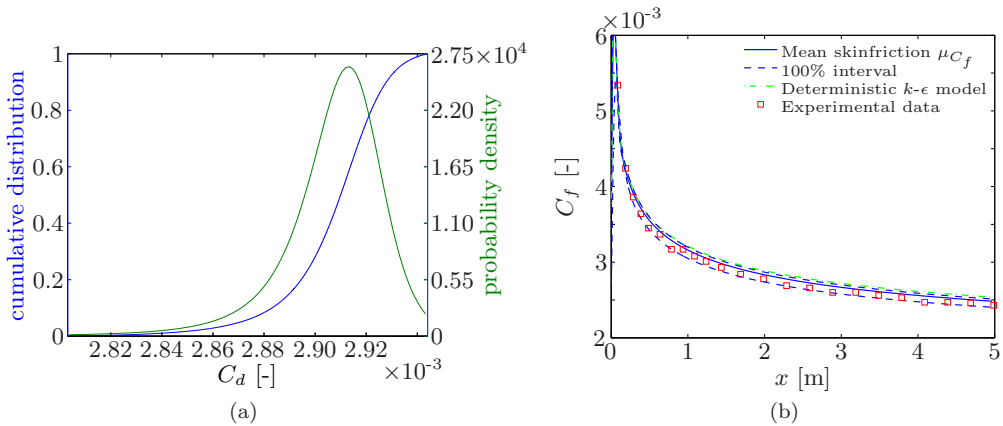 1
0.8
0.6
0.4
0.2
0
cumulative distribution
2.75×10⁴
2.20
1.65
1.10
0.55
0
probability density
2.82 2.84 2.86 2.88 2.90 2.92
×10⁻³
C_d [-]
(a)
×10⁻³
6
5
4
3
2
C_f [-]
Mean skinfriction μ_{C_f}
100% interval
Deterministic k-ϵ model
Experimental data
0 1 2 3 4 5
x [m]
(b)